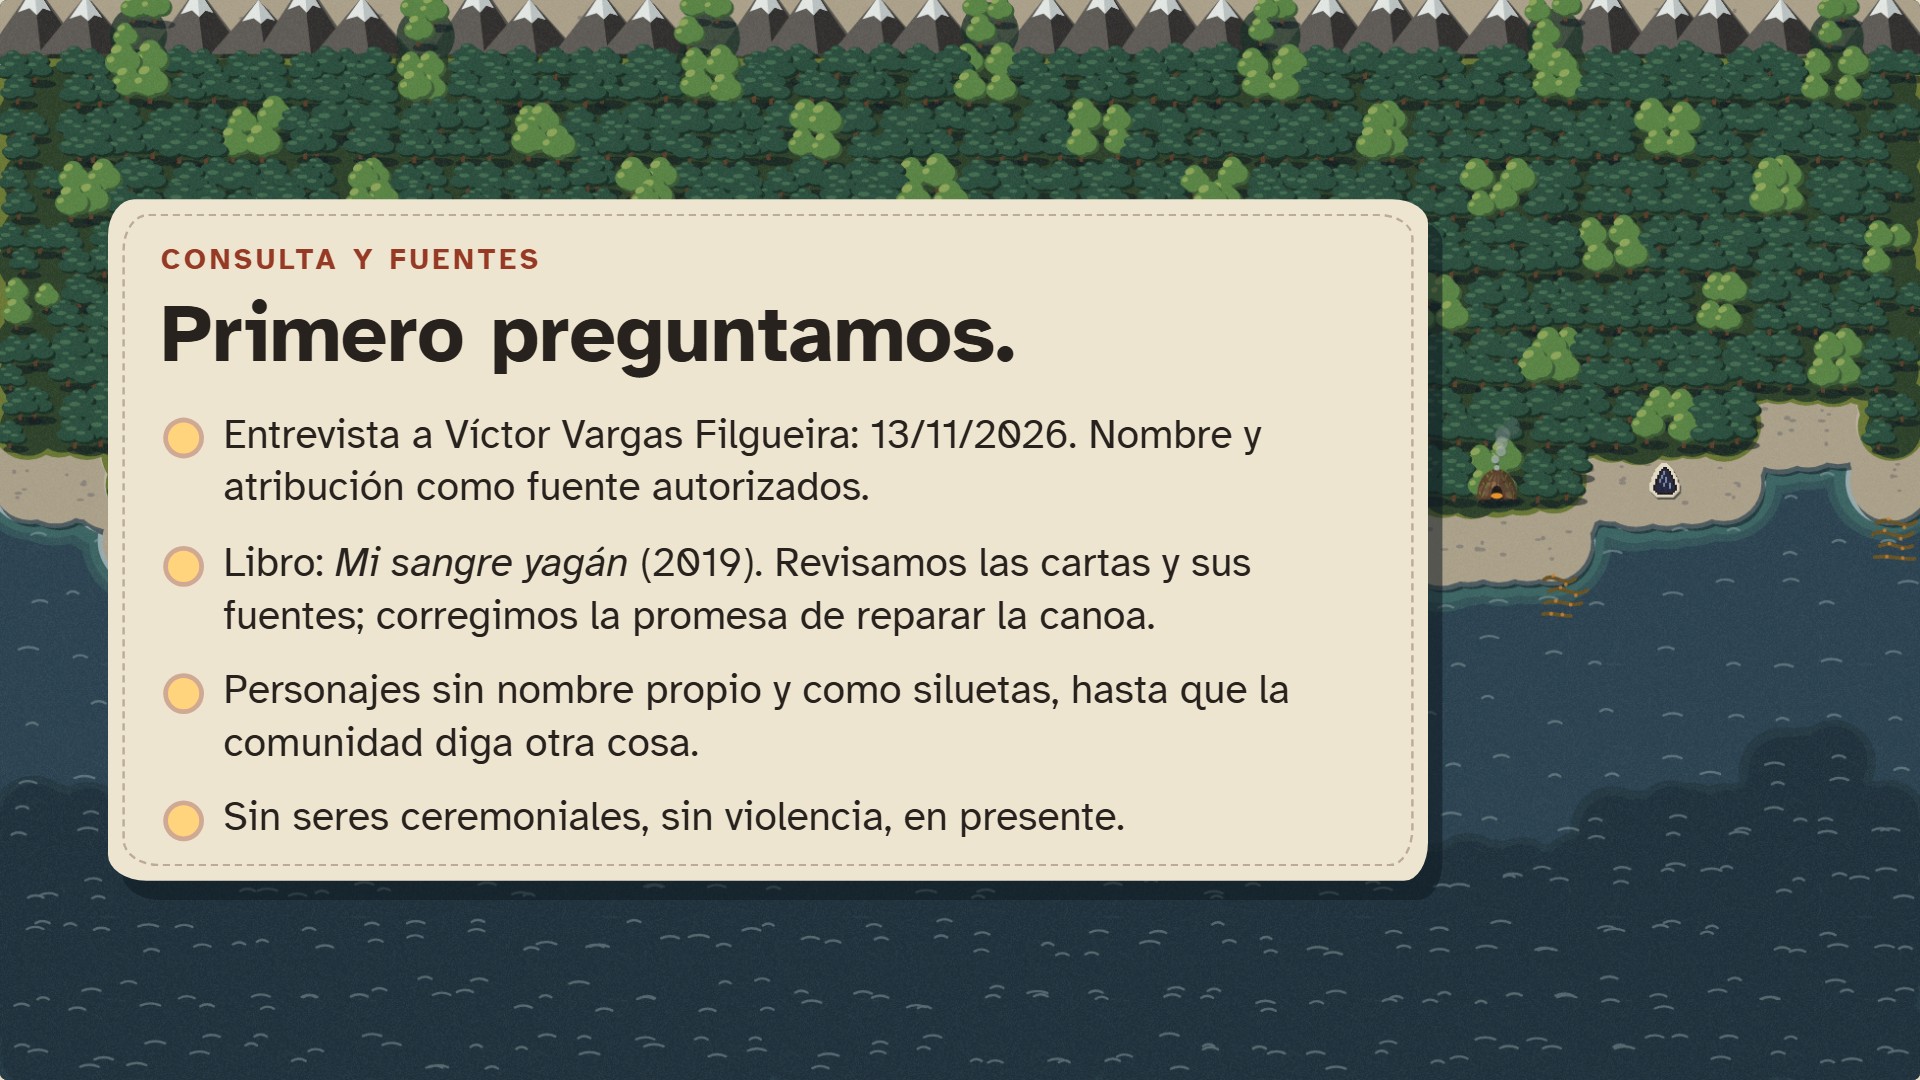 CONSULTA Y FUENTES
Primero preguntamos.
Entrevista a Víctor Vargas Filgueira: 13/11/2026. Nombre y
atribución como fuente autorizados.
Libro: Mi sangre yagán (2019). Revisamos las cartas y sus
fuentes; corregimos la promesa de reparar la canoa.
Personajes sin nombre propio y como siluetas, hasta que la
comunidad diga otra cosa.
Sin seres ceremoniales, sin violencia, en presente.